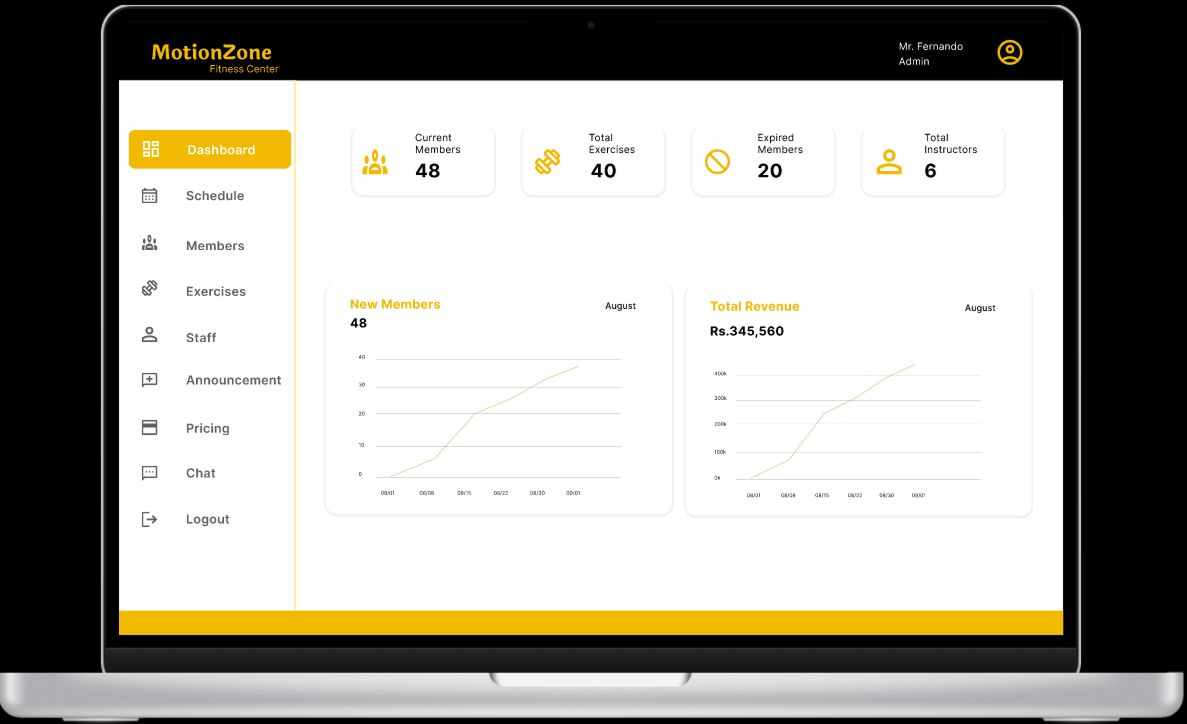 MotionZone
Fitness Center
Mr. Fernando
Admin
Dashboard
Schedule
Members
Exercises
Staff
Announcement
Pricing
Chat
Logout
Current
Members
48
Total
Exercises
40
Expired
Members
20
Total
Instructors
6
New Members
48
August
40
30
20
10
0
08/01
08/08
08/15
08/22
08/30
09/01
Total Revenue
Rs.345,560
August
400k
300k
200k
100k
0k
08/01
08/08
08/15
08/22
08/30
09/01